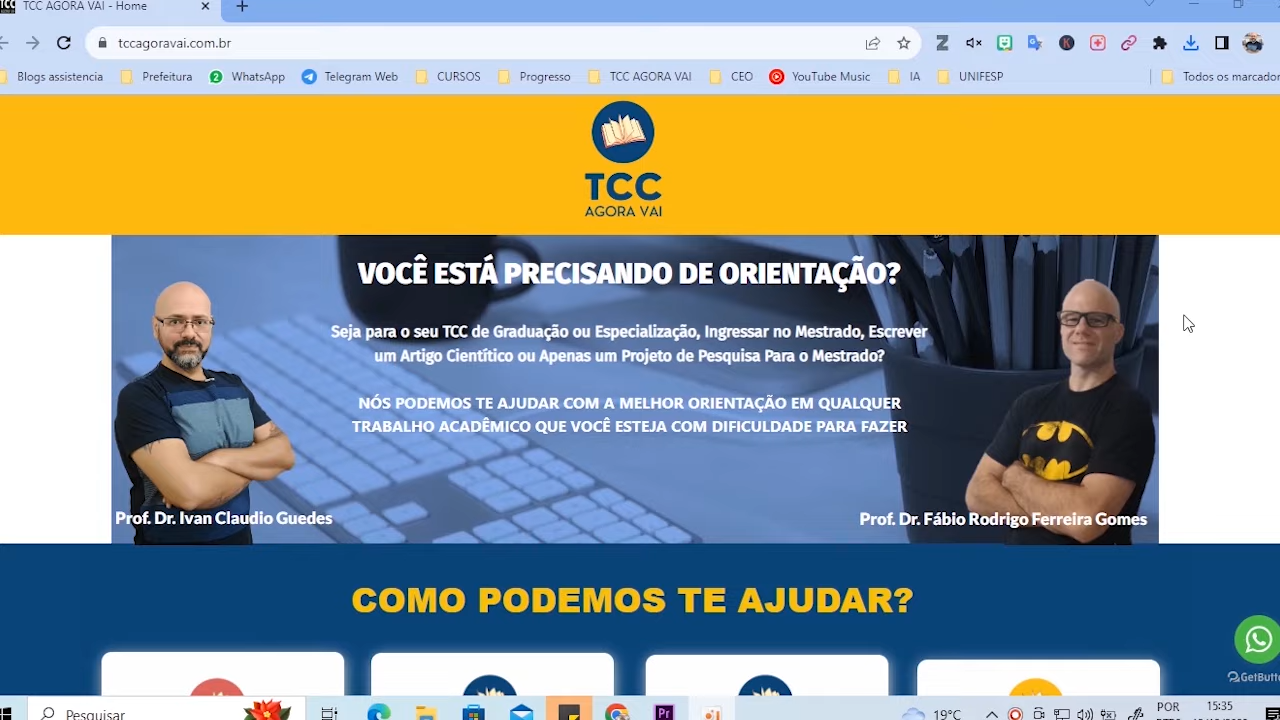 TCC
TCC AGORA VAI - Home
tccagoravai.com.br
Blogs assistencia
Prefeitura
2
WhatsApp
Telegram Web
CURSOS
Progresso
TCC AGORA VAI
CEO
YouTube Music
IA
UNIFESP
Todos os marcador
TCC
AGORA VAI
VOCÊ ESTÁ PRECISANDO DE ORIENTAÇÃO?
Seja para o seu TCC de Graduação ou Especialização, Ingressar no Mestrado, Escrever
um Artigo Científico ou Apenas um Projeto de Pesquisa Para o Mestrado?
NÓS PODEMOS TE AJUDAR COM A MELHOR ORIENTAÇÃO EM QUALQUER
TRABALHO ACADÊMICO QUE VOCÊ ESTEJA COM DIFICULDADE PARA FAZER
Prof. Dr. Ivan Claudio Guedes
Prof. Dr. Fábio Rodrigo Ferreira Gomes
COMO PODEMOS TE AJUDAR?
GetButt
Pesquisar
Pr
19°C
POR
15:35